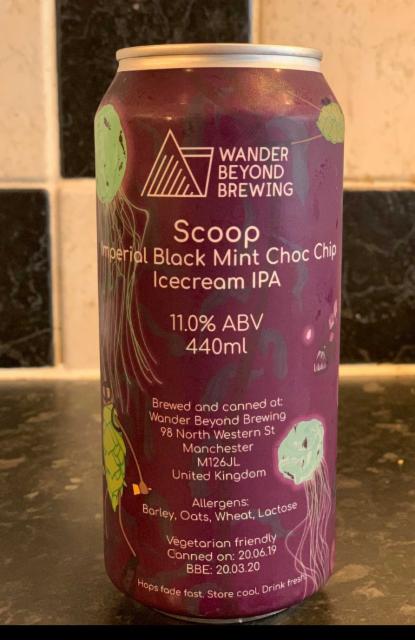 WANDER
BEYOND
BREWING
Scoop
Imperial Black Mint Choc Chip
Icecream IPA
11.0% ABV
440ml
Brewed and canned at:
Wander Beyond Brewing
98 North Western St
Manchester
M126JL
United Kingdom
Allergens:
Barley, Oats, Wheat, Lactose
Vegetarian friendly
Canned on: 20.06.19
BBE: 20.03.20
Hops fade fast. Store cool. Drink fresh.